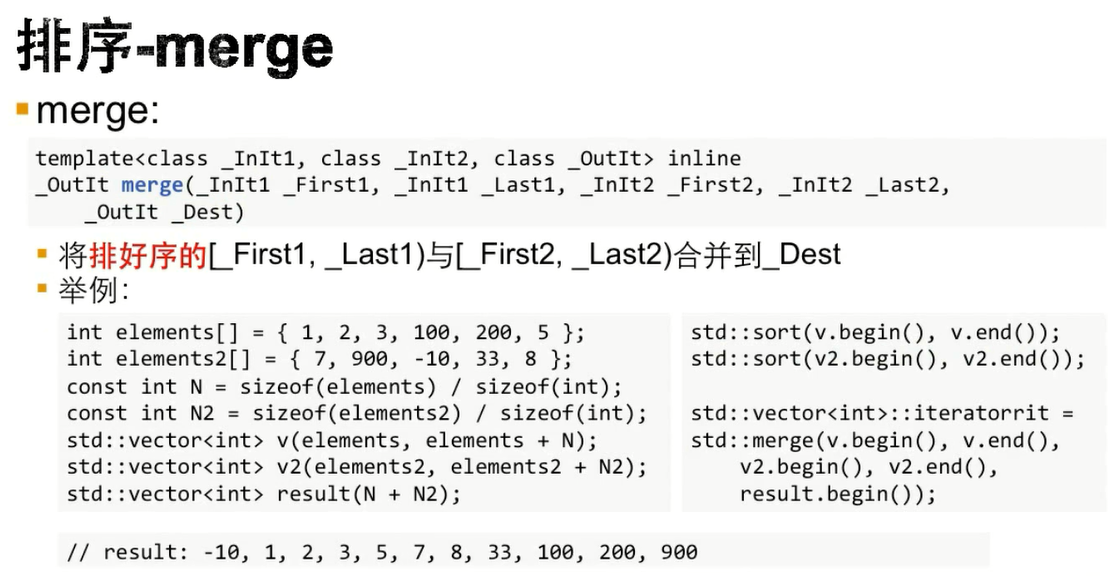 排序-merge
merge:
template<class _InIt1, class _InIt2, class _OutIt> inline
_OutIt merge(_InIt1 _First1, _InIt1 _Last1, _InIt2 _First2, _InIt2 _Last2,
_OutIt _Dest)
将排好序的[_First1, _Last1)与[_First2, _Last2)合并到_Dest
举例:
int elements[] = { 1, 2, 3, 100, 200, 5 };
int elements2[] = { 7, 900, -10, 33, 8 };
const int N = sizeof(elements) / sizeof(int);
const int N2 = sizeof(elements2) / sizeof(int);
std::vector<int> v(elements, elements + N);
std::vector<int> v2(elements2, elements2 + N2);
std::vector<int> result(N + N2);
std::sort(v.begin(), v.end());
std::sort(v2.begin(), v2.end());
std::vector<int>::iteratorrit =
std::merge(v.begin(), v.end(),
v2.begin(), v2.end(),
result.begin());
// result: -10, 1, 2, 3, 5, 7, 8, 33, 100, 200, 900